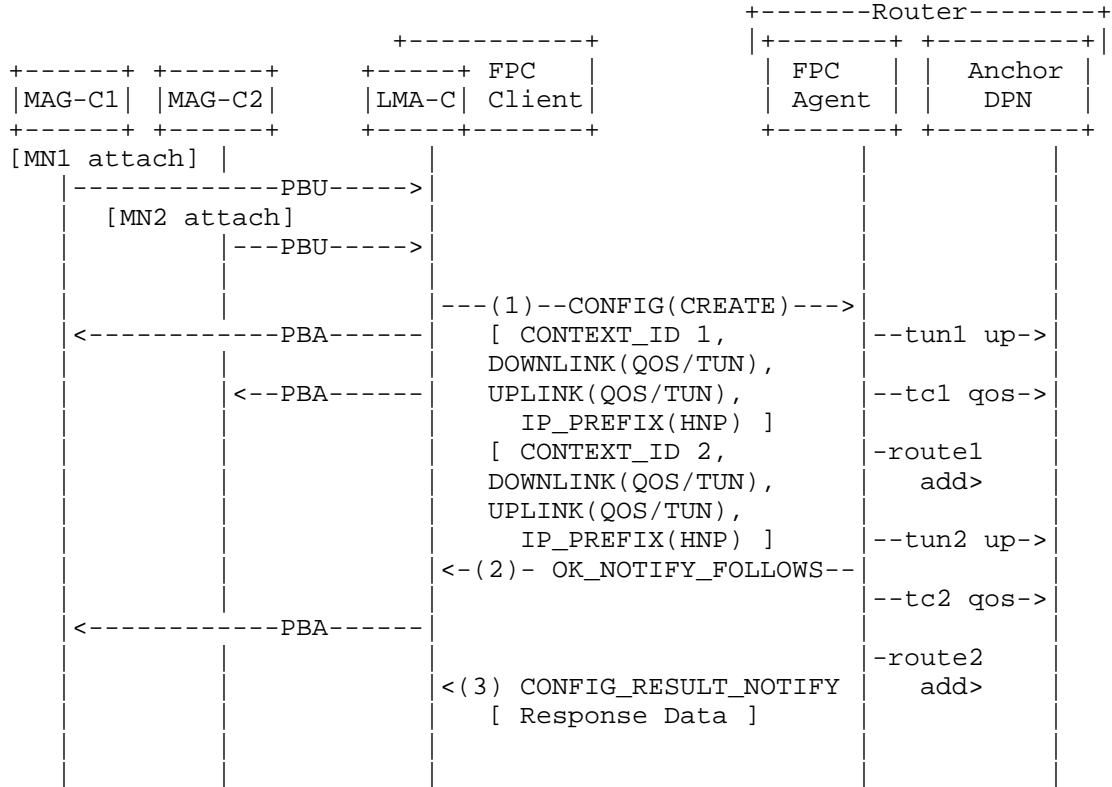 +-------Router--------+
+-----------+ |+-------+ +---------+|
+------+ +------+ +-----+ FPC | | FPC | | Anchor |
|MAG-C1| |MAG-C2| |LMA-C| Client| | Agent | | DPN |
+------+ +------+ +-----+-------+ +-------+ +---------+
[MN1 attach] | | | |
|-------------PBU----->| | |
| [MN2 attach] | | |
| |---PBU----->| | |
| | | | |
| | |---(1)--CONFIG(CREATE)--->| |
|<------------PBA------| [ CONTEXT_ID 1, |--tun1 up->|
| | | DOWNLINK(QOS/TUN), | |
| |<--PBA------| UPLINK(QOS/TUN), |--tc1 qos->|
| | | IP_PREFIX(HNP) ] | |
| | | [ CONTEXT_ID 2, |-route1 |
| | | DOWNLINK(QOS/TUN), | add> |
| | | UPLINK(QOS/TUN), | |
| | | IP_PREFIX(HNP) ] |--tun2 up->|
| | |<-(2)- OK_NOTIFY_FOLLOWS--| |
| | | |--tc2 qos->|
|<------------PBA------| | |
| | | |-route2 |
| | |<(3) CONFIG_RESULT_NOTIFY | add> |
| | | [ Response Data ] | |
| | | | |
| | | | |